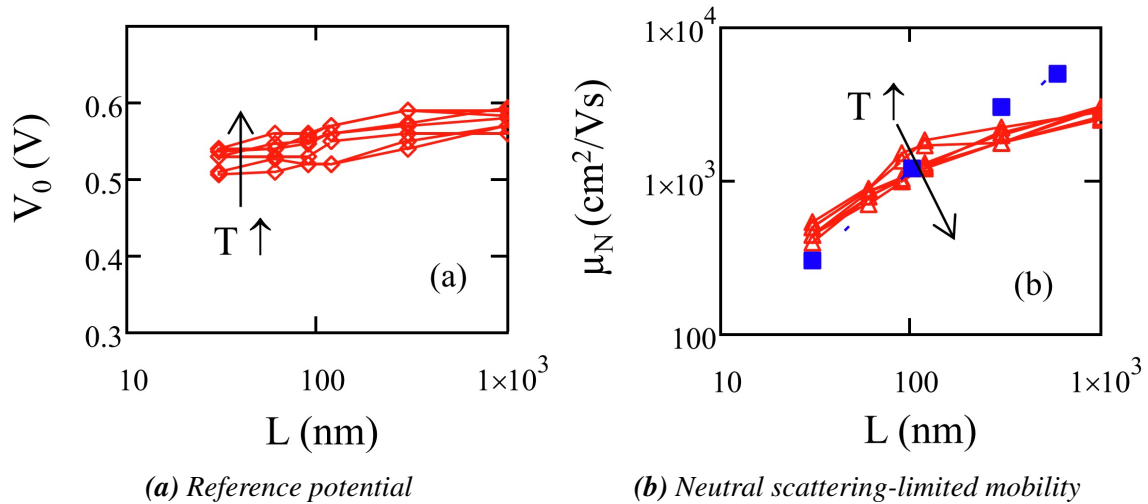 V₀ (V)
0.6
0.5
0.4
0.3
10
100
1×10³
L (nm)
T ↑
(a)
(a) Reference potential
μ_N (cm²/Vs)
1×10⁴
1×10³
100
10
100
1×10³
L (nm)
T ↑
(b)
(b) Neutral scattering-limited mobility